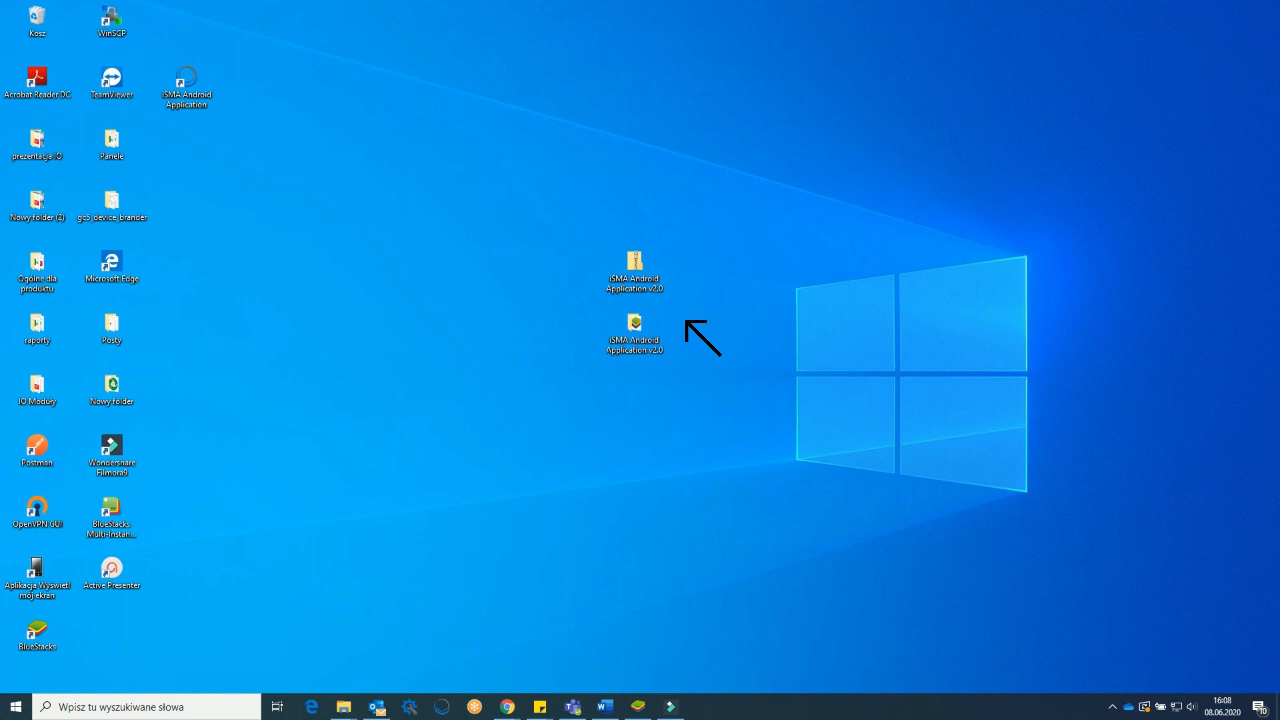 Kosz
WinSCP
Acrobat Reader DC
TeamViewer
iSMA Android
Application
prezentacja IO
Panele
Nowy folder (2)
gc5_device_brander
Ogólne dla
produktu
Microsoft Edge
iSMA Android
Application v2.0
raporty
Posty
iSMA Android
Application v2.0
IO Moduły
Nowy folder
Postman
Wondershare
Filmora9
OpenVPN GUI
BlueStacks
Multi-Instan...
Aplikacja Wyświetl
mój ekran
Active Presenter
BlueStacks
Wpisz tu wyszukiwane słowa
16:08
08.06.2020
10